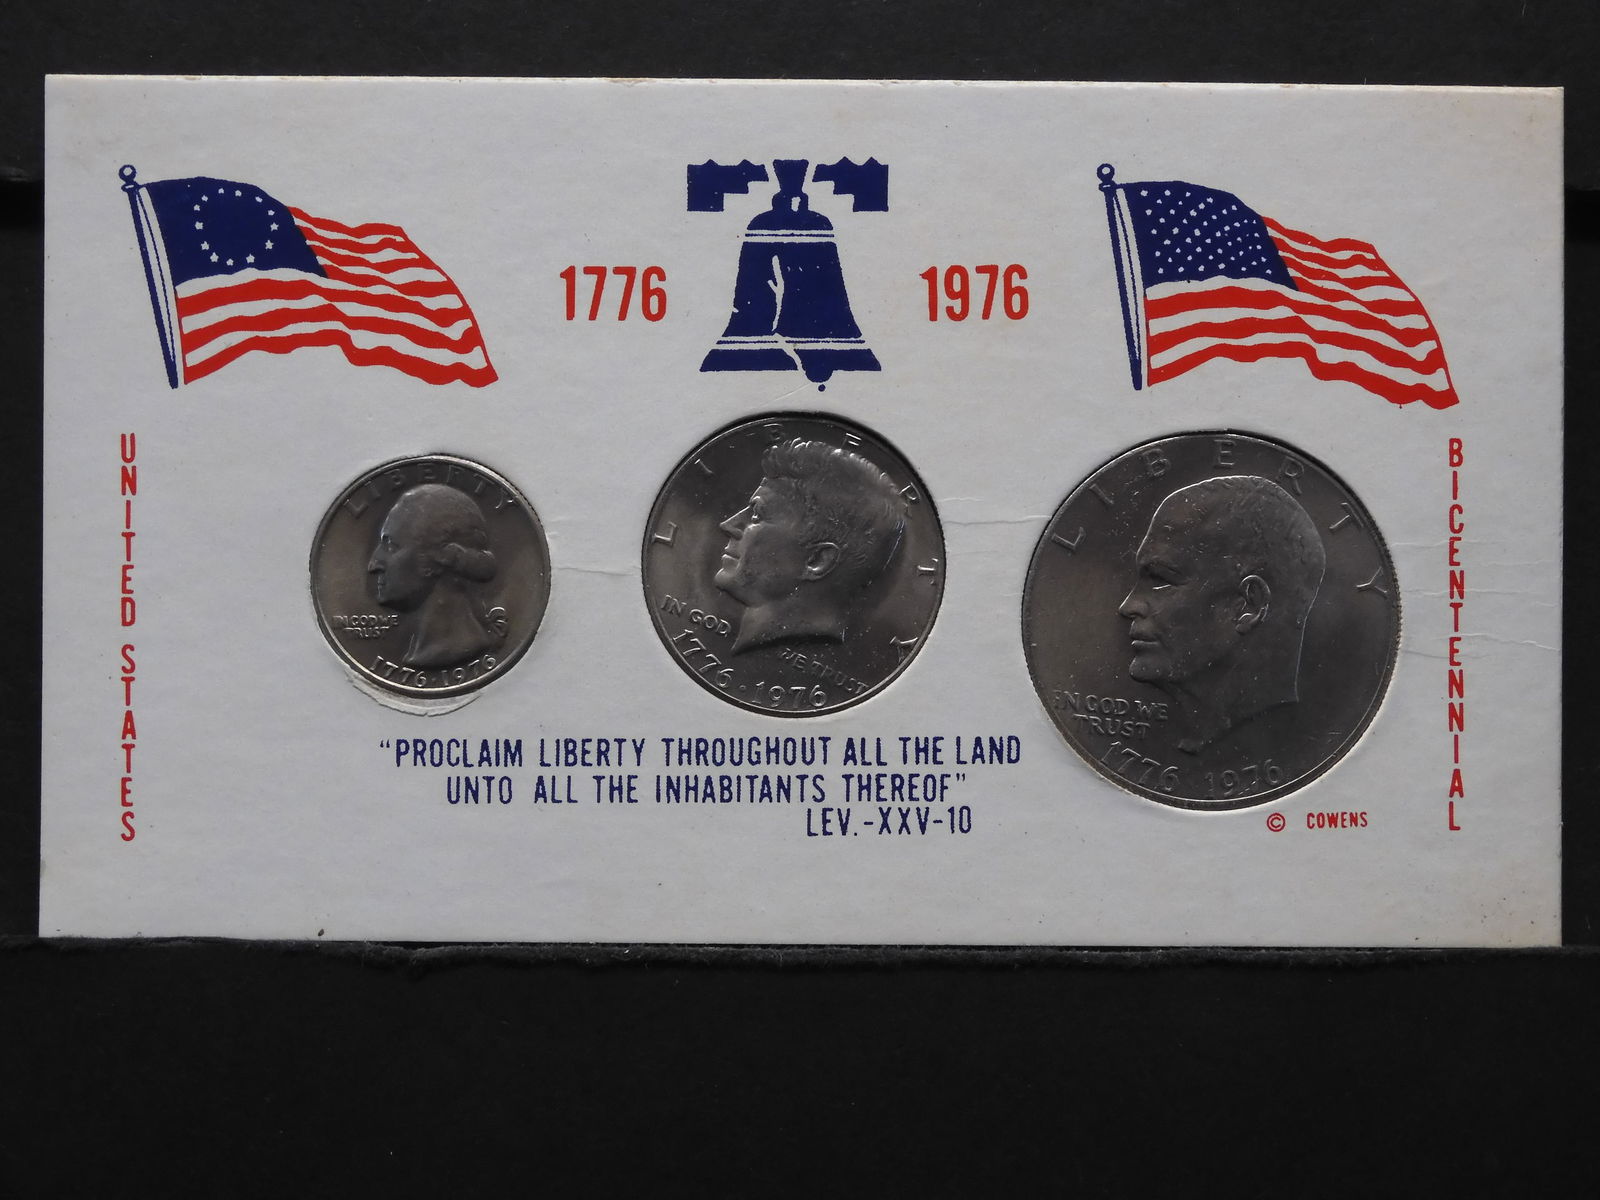 1776 1976
UNITED STATES
BICENTENNIAL
LIBERTY
IN GOD WE
TRUST
1776·1976
LIBERTY
IN GOD
WE TRUST
1776·1976
LIBERTY
IN GOD WE
TRUST
1776 1976
"PROCLAIM LIBERTY THROUGHOUT ALL THE LAND
UNTO ALL THE INHABITANTS THEREOF"
LEV.-XXV-10
© COWENS